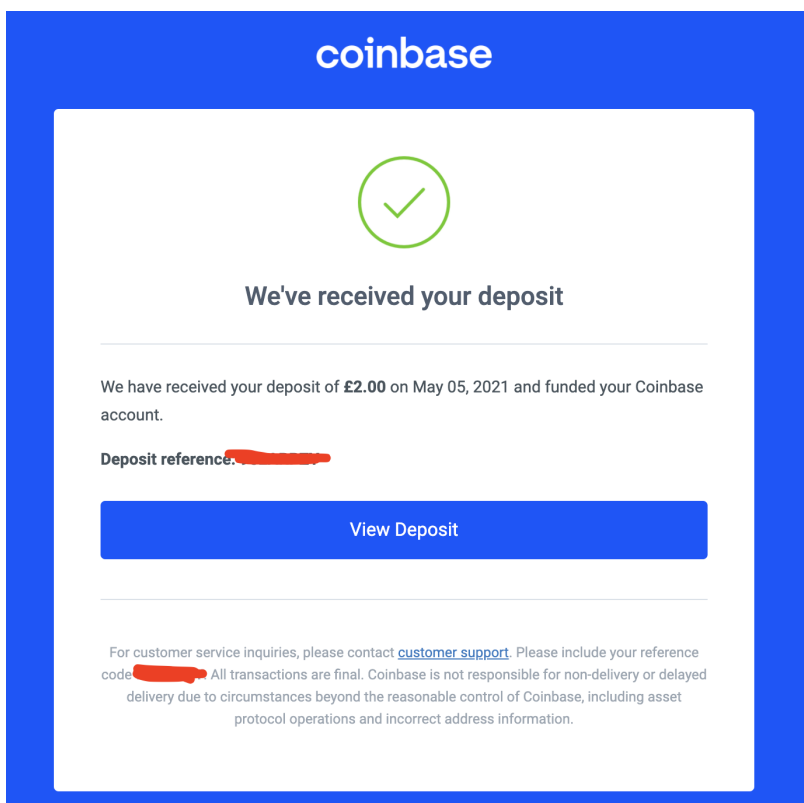 coinbase
We've received your deposit
We have received your deposit of £2.00 on May 05, 2021 and funded your Coinbase
account.
Deposit reference:
View Deposit
For customer service inquiries, please contact customer support. Please include your reference
code All transactions are final. Coinbase is not responsible for non-delivery or delayed
delivery due to circumstances beyond the reasonable control of Coinbase, including asset
protocol operations and incorrect address information.